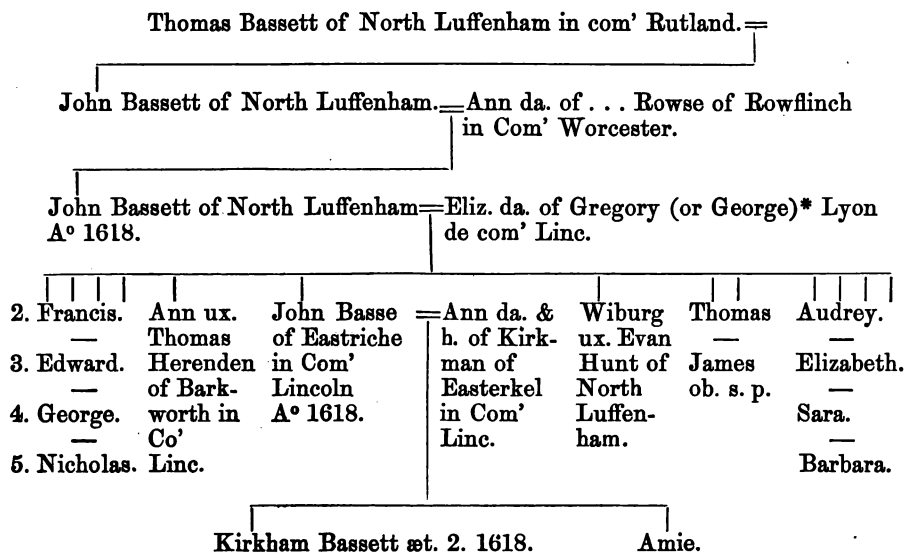 Thomas Bassett of North Luffenham in com’ Rutland.=
John Bassett of North Luffenham.=Ann da. of . . . Rowse of Rowflinch
in Com’ Worcester.
John Bassett of North Luffenham=Eliz. da. of Gregory (or George)* Lyon
Aº 1618.
de com’ Linc.
2. Francis.
—
3. Edward.
—
4. George.
—
5. Nicholas.
Ann ux.
Thomas
Herenden
of Bark-
worth in
Co’
Linc.
John Basse =
of Eastriche
in Com’
Lincoln
Aº 1618.
Ann da. &
h. of Kirk-
man of
Easterkel
in Com’
Linc.
Wiburg
ux. Evan
Hunt of
North
Luffen-
ham.
Thomas
—
James
ob. s. p.
Audrey.
—
Elizabeth.
—
Sara.
—
Barbara.
Kirkham Bassett æt. 2. 1618.
Amie.